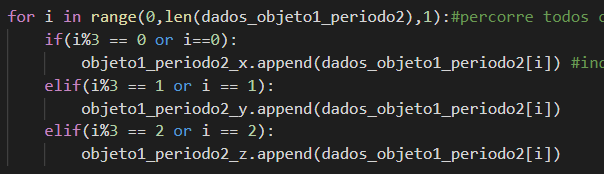 for i in range(0,len(dados_objeto1_periodo2),1):#percorre todos
    if(i%3 == 0 or i==0):
        objeto1_periodo2_x.append(dados_objeto1_periodo2[i])
    elif(i%3 == 1 or i == 1):
        objeto1_periodo2_y.append(dados_objeto1_periodo2[i])
    elif(i%3 == 2 or i == 2):
        objeto1_periodo2_z.append(dados_objeto1_periodo2[i])